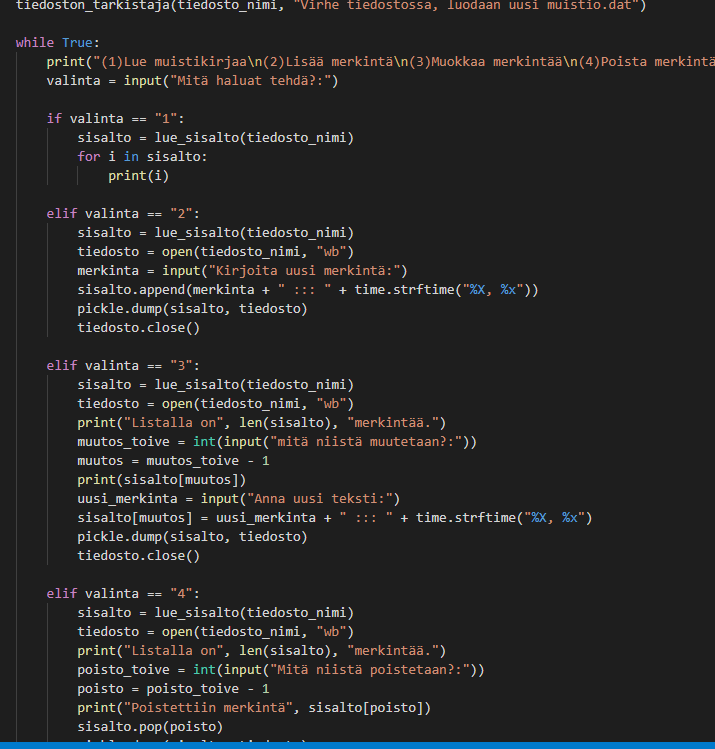 tiedoston_tarkistaja(tiedosto_nimi, "Virhe tiedostossa, luodaan uusi muistio.dat")
while True:
print("(1)Lue muistikirjaa\n(2)Lisää merkintä\n(3)Muokkaa merkintää\n(4)Poista merkintä
valinta = input("Mitä haluat tehdä?:")
if valinta == "1":
sisalto = lue_sisalto(tiedosto_nimi)
for i in sisalto:
print(i)
elif valinta == "2":
sisalto = lue_sisalto(tiedosto_nimi)
tiedosto = open(tiedosto_nimi, "wb")
merkinta = input("Kirjoita uusi merkintä:")
sisalto.append(merkinta + " ::: " + time.strftime("%X, %x"))
pickle.dump(sisalto, tiedosto)
tiedosto.close()
elif valinta == "3":
sisalto = lue_sisalto(tiedosto_nimi)
tiedosto = open(tiedosto_nimi, "wb")
print("Listalla on", len(sisalto), "merkintää.")
muutos_toive = int(input("mitä niistä muutetaan?:"))
muutos = muutos_toive - 1
print(sisalto[muutos])
uusi_merkinta = input("Anna uusi teksti:")
sisalto[muutos] = uusi_merkinta + " ::: " + time.strftime("%X, %x")
pickle.dump(sisalto, tiedosto)
tiedosto.close()
elif valinta == "4":
sisalto = lue_sisalto(tiedosto_nimi)
tiedosto = open(tiedosto_nimi, "wb")
print("Listalla on", len(sisalto), "merkintää.")
poisto_toive = int(input("Mitä niistä poistetaan?:"))
poisto = poisto_toive - 1
print("Poistettiin merkintä", sisalto[poisto])
sisalto.pop(poisto)